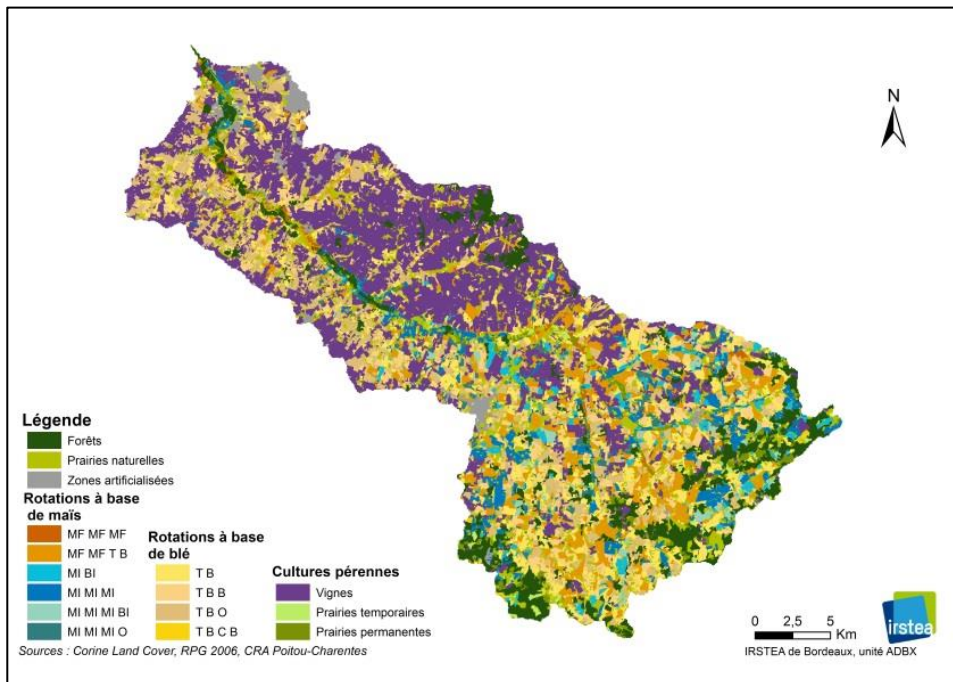 N
Légende
Forêts
Prairies naturelles
Zones artificialisées
Rotations à base
de maïs
MF MF MF
MF MF T B
MI BI
MI MI MI
MI MI MI BI
MI MI MI O
Rotations à base
de blé
T B
T B B
T B O
T B C B
Cultures pérennes
Vignes
Prairies temporaires
Prairies permanentes
Sources : Corine Land Cover, RPG 2006, CRA Poitou-Charentes
0 2,5 5
Km
irstea
IRSTEA de Bordeaux, unité ADBX